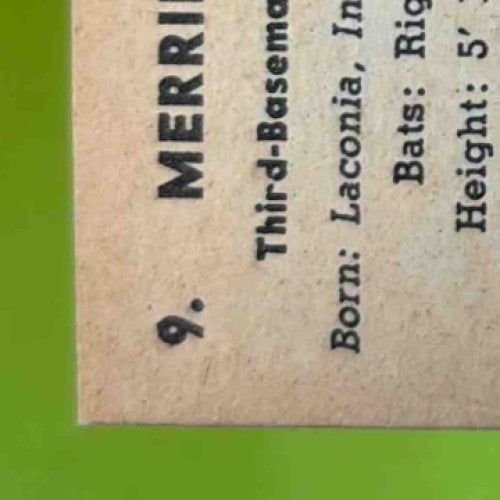 9. MERRI
Third-Basema
Born: Laconia, In
Bats: Rig
Height: 5'